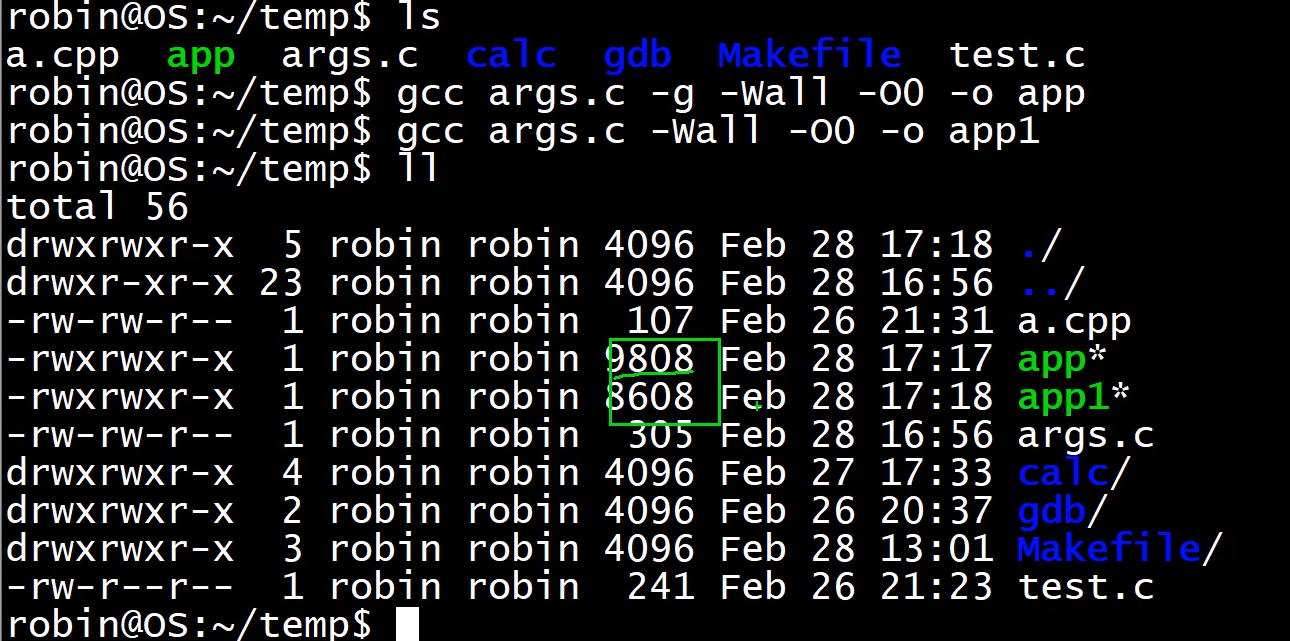 robin@OS:~/temp$ ls
a.cpp  app  args.c  calc  gdb  Makefile  test.c
robin@OS:~/temp$ gcc args.c -g -Wall -O0 -o app
robin@OS:~/temp$ gcc args.c -Wall -O0 -o app1
robin@OS:~/temp$ ll
total 56
drwxrwxr-x  5 robin robin 4096 Feb 28 17:18 ./
drwxr-xr-x 23 robin robin 4096 Feb 28 16:56 ../
-rw-rw-r--  1 robin robin  107 Feb 26 21:31 a.cpp
-rwxrwxr-x  1 robin robin 9808 Feb 28 17:17 app*
-rwxrwxr-x  1 robin robin 8608 Feb 28 17:18 app1*
-rw-rw-r--  1 robin robin  305 Feb 28 16:56 args.c
drwxrwxr-x  4 robin robin 4096 Feb 27 17:33 calc/
drwxrwxr-x  2 robin robin 4096 Feb 26 20:37 gdb/
drwxrwxr-x  3 robin robin 4096 Feb 28 13:01 Makefile/
-rw-r--r--  1 robin robin  241 Feb 26 21:23 test.c
robin@OS:~/temp$